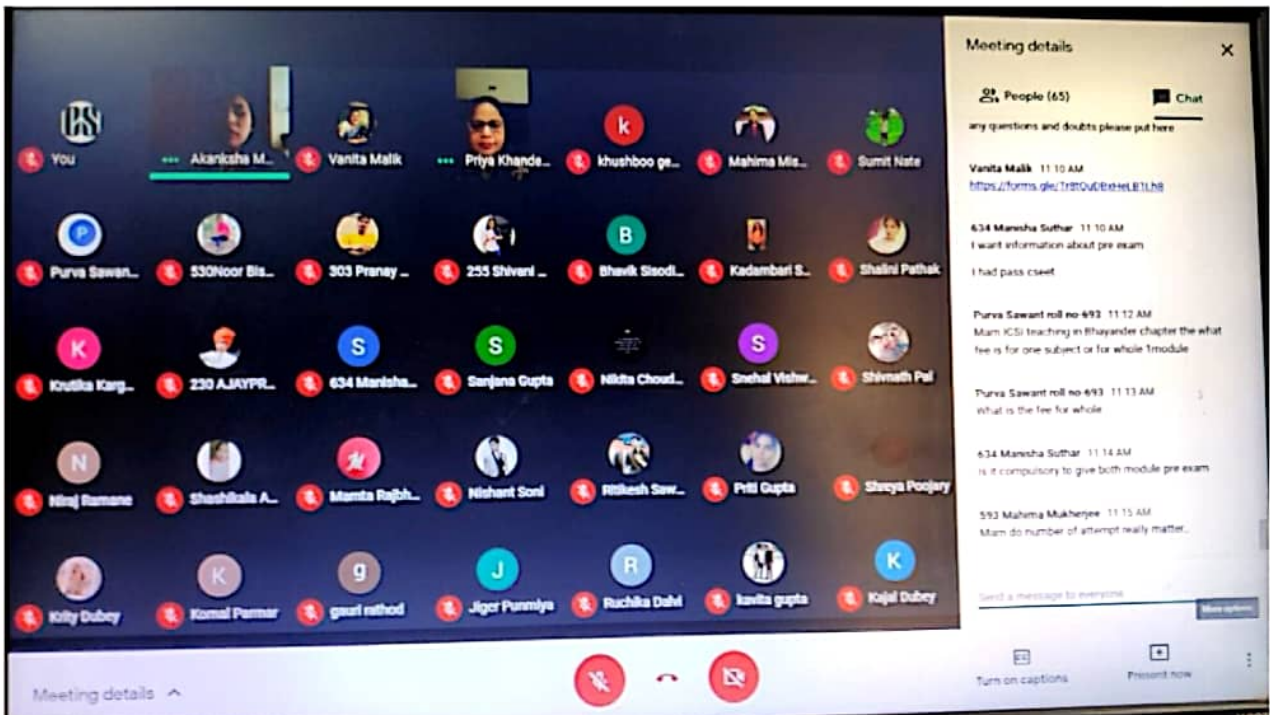 You
Akanksha M...
Vanita Malik
Priya Khande...
k
khushboo ge...
Mahima Mis...
Sumit Nate
P
Purva Sawan...
530Noor Bis...
303 Pranay ...
255 Shivani ...
B
Bhavik Sisodi...
Kadambari S...
Shalini Pathak
K
Krutika Karg...
230 AJAYPR...
S
634 Manisha...
S
Sanjana Gupta
Nikita Choud...
S
Snehal Vishw...
Shivnath Pal
N
Niraj Ramane
Shashikala A...
Mamta Rajbh...
Nishant Soni
Ritikesh Saw...
Priti Gupta
Shreya Poojary
Krity Dubey
K
Komal Parmar
g
gauri rathod
J
Jiger Punmiya
R
Ruchika Dalvi
kavita gupta
K
Kajal Dubey
Meeting details
People (65)
Chat
any questions and doubts please put here
Vanita Malik 11:10 AM
634 Manisha Suthar 11:10 AM
I want information about pre exam
I had pass cseet
Purva Sawant roll no-693 11:12 AM
Mam ICSI teaching in Bhayander chapter the what
fee is for one subject or for whole 1module
Purva Sawant roll no-693 11:13 AM
What is the fee for whole
634 Manisha Suthar 11:14 AM
is it compulsory to give both module pre exam
593 Mahima Mukherjee 11:15 AM
Mam do number of attempt really matter..
Send a message to everyone
More options
Turn on captions
Present now
Meeting details